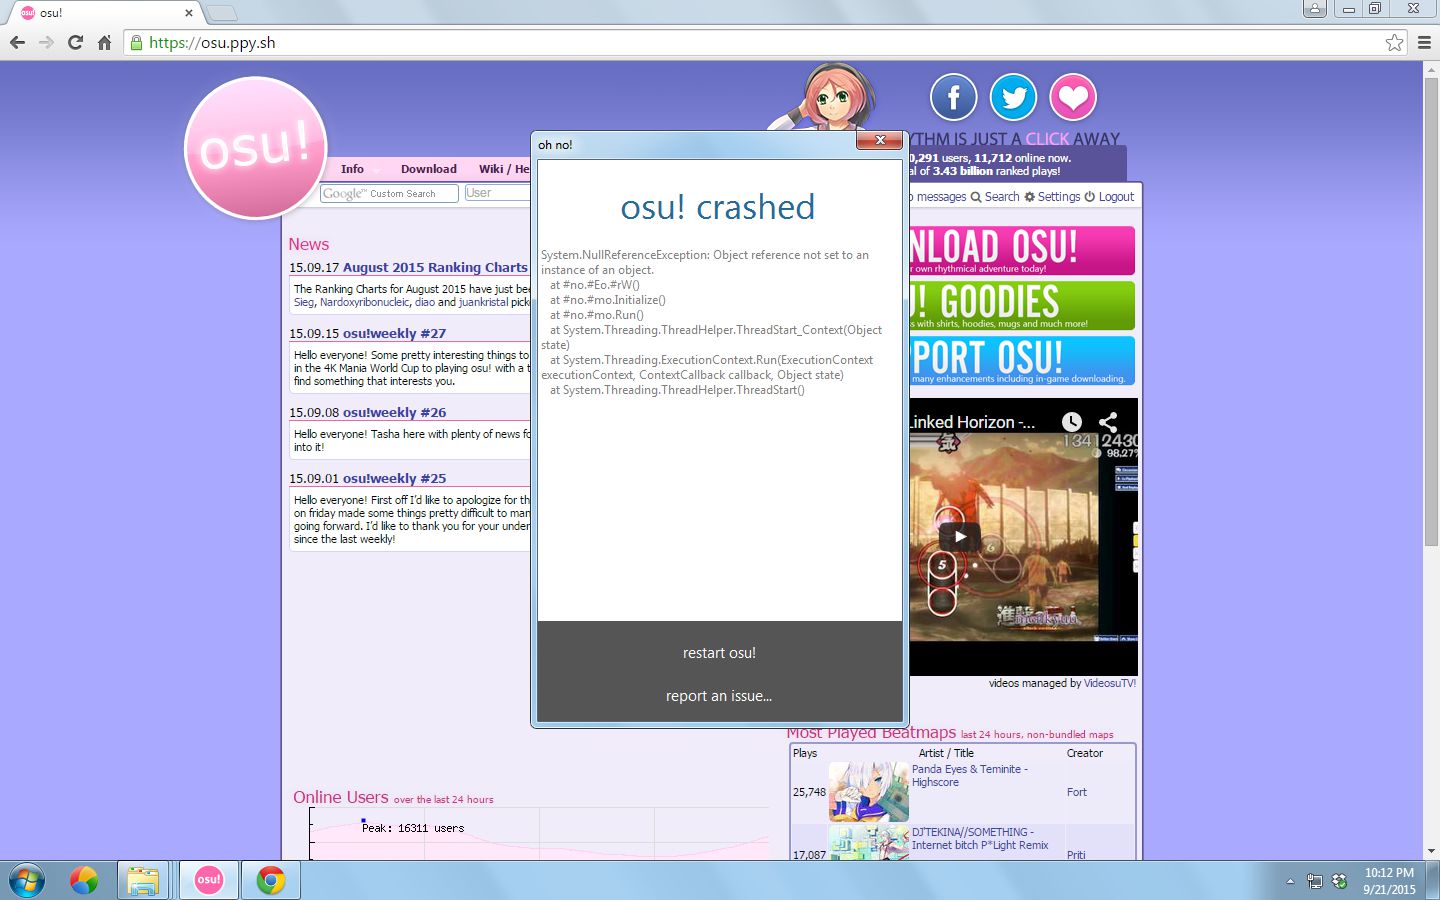 osu!
https://osu.ppy.sh
osu!
RHYTHM IS JUST A CLICK AWAY
0,291 users, 11,712 online now.
al of 3.43 billion ranked plays!
Info
Download
Wiki / He
Google™ Custom Search
User
o messages Search Settings Logout
oh no!
osu! crashed
System.NullReferenceException: Object reference not set to an
instance of an object.
at #no.#Eo.#rW()
at #no.#mo.Initialize()
at #no.#mo.Run()
at System.Threading.ThreadHelper.ThreadStart_Context(Object
state)
at System.Threading.ExecutionContext.Run(ExecutionContext
executionContext, ContextCallback callback, Object state)
at System.Threading.ThreadHelper.ThreadStart()
restart osu!
report an issue...
News
15.09.17 August 2015 Ranking Charts
The Ranking Charts for August 2015 have just bee
Sieg, Nardoxyribonucleic, diao and juankristal pick
15.09.15 osu!weekly #27
Hello everyone! Some pretty interesting things to
in the 4K Mania World Cup to playing osu! with a t
find something that interests you.
15.09.08 osu!weekly #26
Hello everyone! Tasha here with plenty of news fo
into it!
15.09.01 osu!weekly #25
Hello everyone! First off I'd like to apologize for th
on friday made some things pretty difficult to man
going forward. I'd like to thank you for your under
since the last weekly!
NLOAD OSU!
r own rhythmical adventure today!
U! GOODIES
ss with shirts, hoodies, mugs and much more!
PPORT OSU!
many enhancements including in-game downloading.
Linked Horizon -...
13412430
98.27%
5
6
videos managed by VideosuTV!
Most Played Beatmaps last 24 hours, non-bundled maps
Plays Artist / Title Creator
25,748 Panda Eyes & Teminite -
Highscore Fort
17,087 DJ'TEKINA//SOMETHING -
Internet bitch P*Light Remix Priti
Online Users over the last 24 hours
Peak: 16311 users
osu!
10:12 PM
9/21/2015